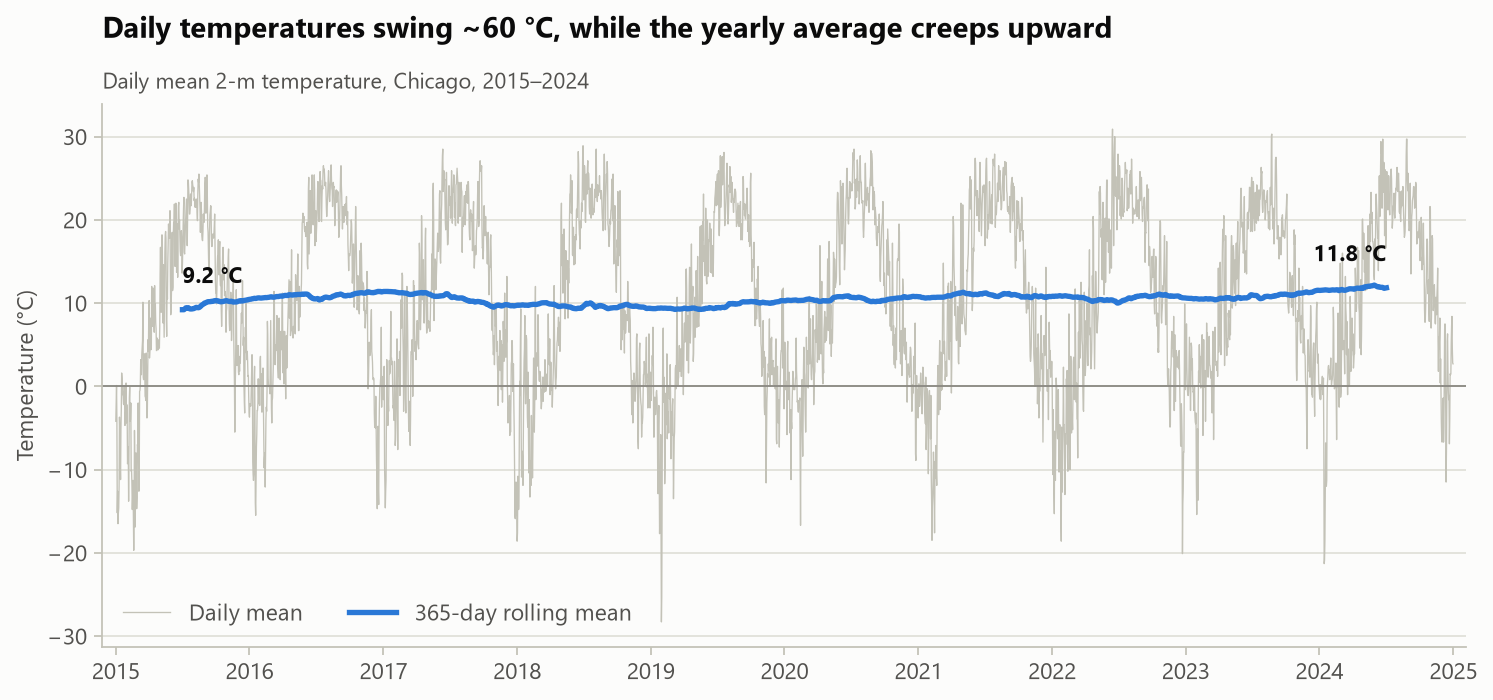 Daily temperatures swing ~60 °C, while the yearly average creeps upward
Daily mean 2-m temperature, Chicago, 2015–2024
Temperature (°C)
30
20
10
0
−10
−20
−30
9.2 °C
11.8 °C
Daily mean
365-day rolling mean
2015
2016
2017
2018
2019
2020
2021
2022
2023
2024
2025